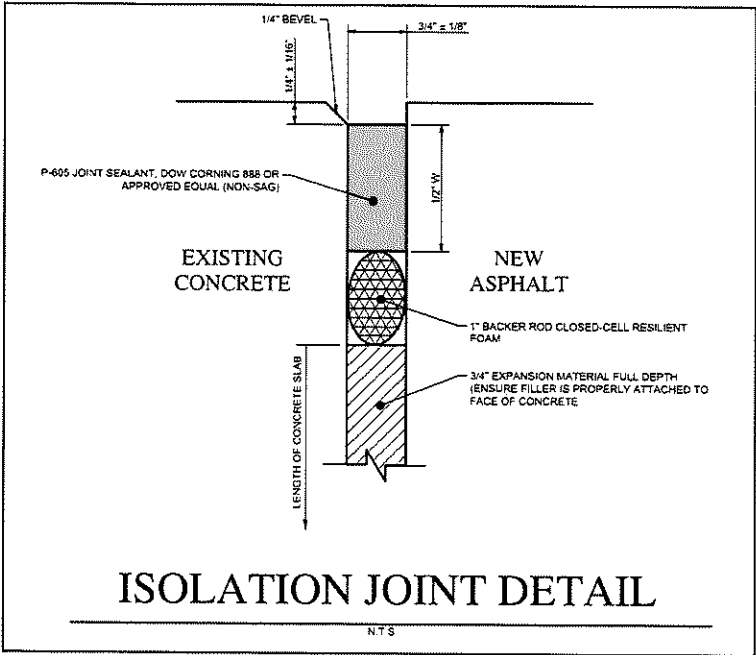 1/4" BEVEL
3/4" ± 1/8"
1/4" ± 1/16"
P-605 JOINT SEALANT, DOW CORNING 888 OR
APPROVED EQUAL (NON-SAG)
1/2" W
EXISTING
CONCRETE
NEW
ASPHALT
1" BACKER ROD CLOSED-CELL RESILIENT
FOAM
3/4" EXPANSION MATERIAL FULL DEPTH
(ENSURE FILLER IS PROPERLY ATTACHED TO
FACE OF CONCRETE
LENGTH OF CONCRETE SLAB
ISOLATION JOINT DETAIL
N.T S